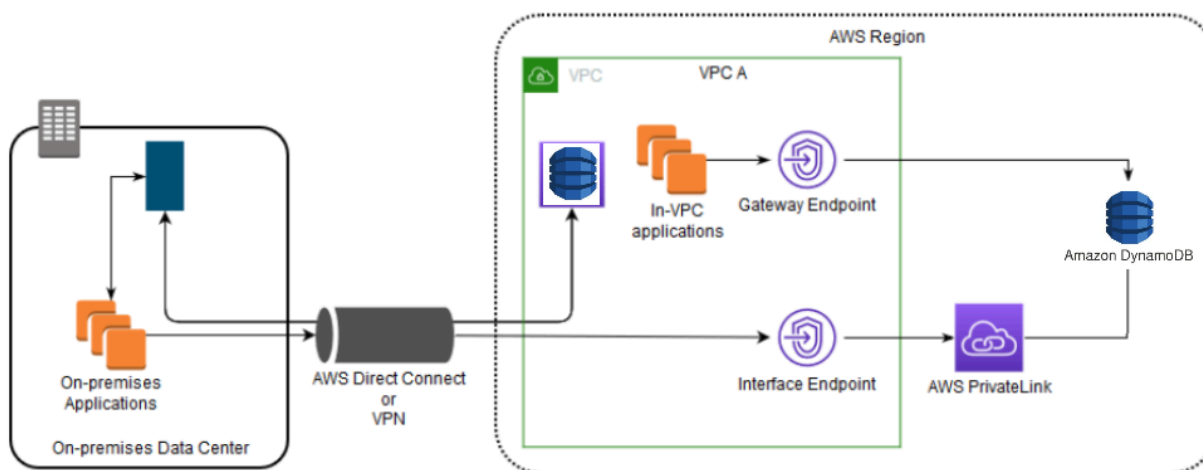 AWS Region
VPC
VPC A
In-VPC
applications
Gateway Endpoint
Amazon DynamoDB
On-premises
Applications
AWS Direct Connect
or
VPN
Interface Endpoint
AWS PrivateLink
On-premises Data Center